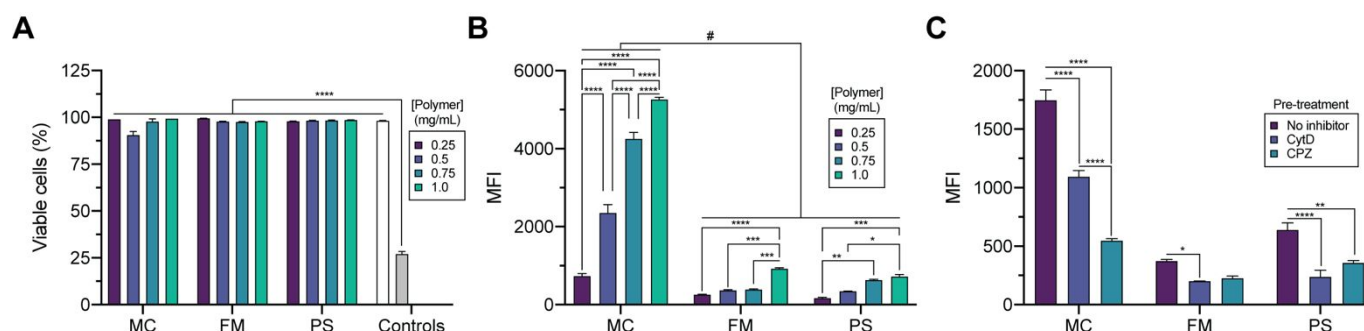 A
Viable cells (%)
125
100
75
50
25
0
****
[Polymer]
(mg/mL)
0.25
0.5
0.75
1.0
MC FM PS Controls
B
MFI
6000
4000
2000
0
#
****
****
****
**** **** ****
[Polymer]
(mg/mL)
0.25
0.5
0.75
1.0
**** ***
*** *
*** **
MC FM PS
C
MFI
2000
1500
1000
500
0
****
****
****
*
**
****
Pre-treatment
No inhibitor
CytD
CPZ
MC FM PS